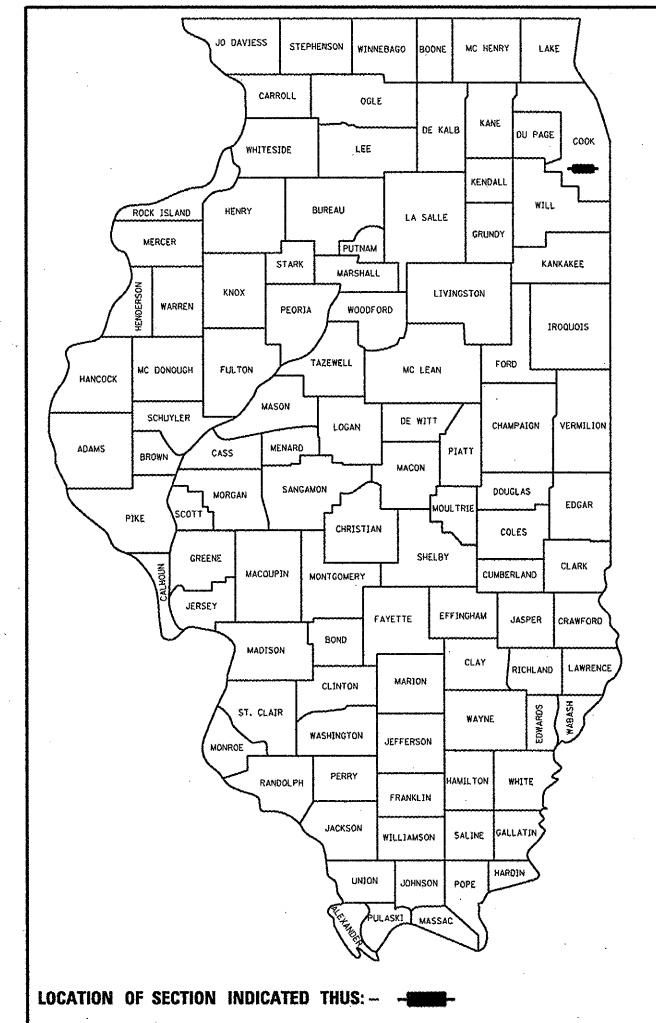 JO DAVIESS STEPHENSON WINNEBAGO BOONE MC HENRY LAKE
CARROLL OGLE DE KALB KANE DU PAGE COOK
WHITESIDE LEE KENDALL WILL
ROCK ISLAND HENRY BUREAU LA SALLE GRUNDY
MERCER PUTNAM KANKAKEE
STARK MARSHALL
HENDERSON WARREN KNOX PEORIA WOODFORD LIVINGSTON IROQUOIS
HANCOCK MC DONOUGH FULTON TAZEWELL MC LEAN FORD
SCHUYLER MASON LOGAN DE WITT CHAMPAIGN VERMILION
ADAMS BROWN CASS MENARD MACON PIATT
PIKE SCOTT MORGAN SANGAMON MOULTRIE DOUGLAS EDGAR
CHRISTIAN COLES
CALHOUN GREENE MACOUPIN MONTGOMERY SHELBY CUMBERLAND CLARK
JERSEY FAYETTE EFFINGHAM JASPER CRAWFORD
MADISON BOND
CLAY RICHLAND LAWRENCE
CLINTON MARION
ST. CLAIR WAYNE EDWARDS WABASH
MONROE WASHINGTON JEFFERSON
RANDOLPH PERRY HAMILTON WHITE
FRANKLIN
JACKSON WILLIAMSON SALINE GALLATIN
UNION JOHNSON POPE HARDIN
ALEXANDER PULASKI MASSAC
LOCATION OF SECTION INDICATED THUS: –